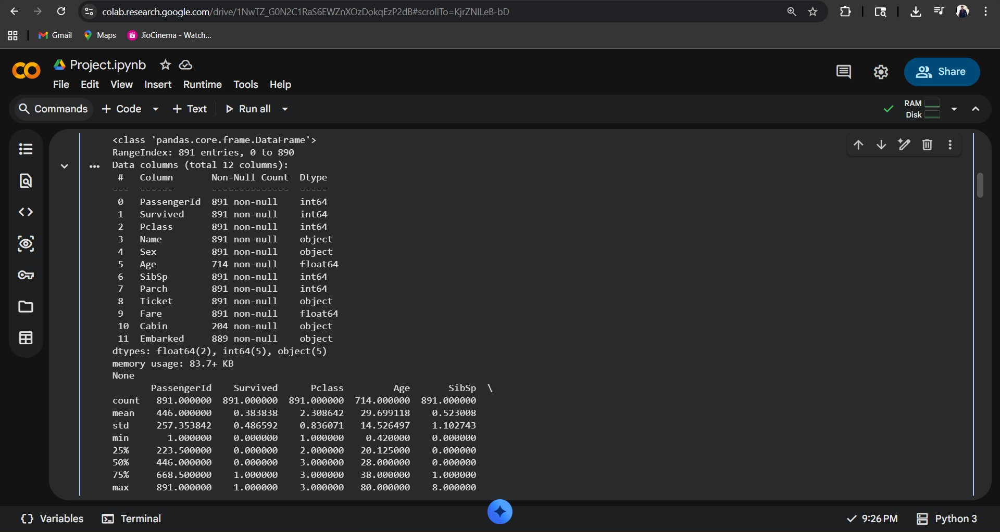 colab.research.google.com/drive/1NwTZ_G0N2C1RaS6EWZnXOzDokqEzP2dB#scrollTo=KjrZNILeB-bD
Gmail Maps JioCinema - Watch...
Project.ipynb
File Edit View Insert Runtime Tools Help
Share
Commands + Code + Text Run all
RAM
Disk
<class 'pandas.core.frame.DataFrame'>
RangeIndex: 891 entries, 0 to 890
Data columns (total 12 columns):
 #   Column       Non-Null Count  Dtype
---  ------       --------------  -----
 0   PassengerId  891 non-null    int64
 1   Survived     891 non-null    int64
 2   Pclass       891 non-null    int64
 3   Name         891 non-null    object
 4   Sex          891 non-null    object
 5   Age          714 non-null    float64
 6   SibSp        891 non-null    int64
 7   Parch        891 non-null    int64
 8   Ticket       891 non-null    object
 9   Fare         891 non-null    float64
 10  Cabin        204 non-null    object
 11  Embarked     889 non-null    object
dtypes: float64(2), int64(5), object(5)
memory usage: 83.7+ KB
None
       PassengerId    Survived      Pclass         Age       SibSp  \
count   891.000000  891.000000  891.000000  714.000000  891.000000
mean    446.000000    0.383838    2.308642   29.699118    0.523008
std     257.353842    0.486592    0.836071   14.526497    1.102743
min       1.000000    0.000000    1.000000    0.420000    0.000000
25%     223.500000    0.000000    2.000000   20.125000    0.000000
50%     446.000000    0.000000    3.000000   28.000000    0.000000
75%     668.500000    1.000000    3.000000   38.000000    1.000000
max     891.000000    1.000000    3.000000   80.000000    8.000000
Variables Terminal 9:26 PM Python 3